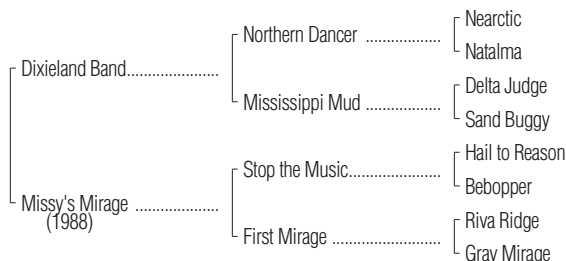 Nearctic
Northern Dancer ....................
Natalma
Dixieland Band......................
Delta Judge
Mississippi Mud ....................
Sand Buggy
Hail to Reason
Stop the Music.......................
Bebopper
Missy's Mirage ....................
(1988)
Riva Ridge
First Mirage ..........................
Gray Mirage